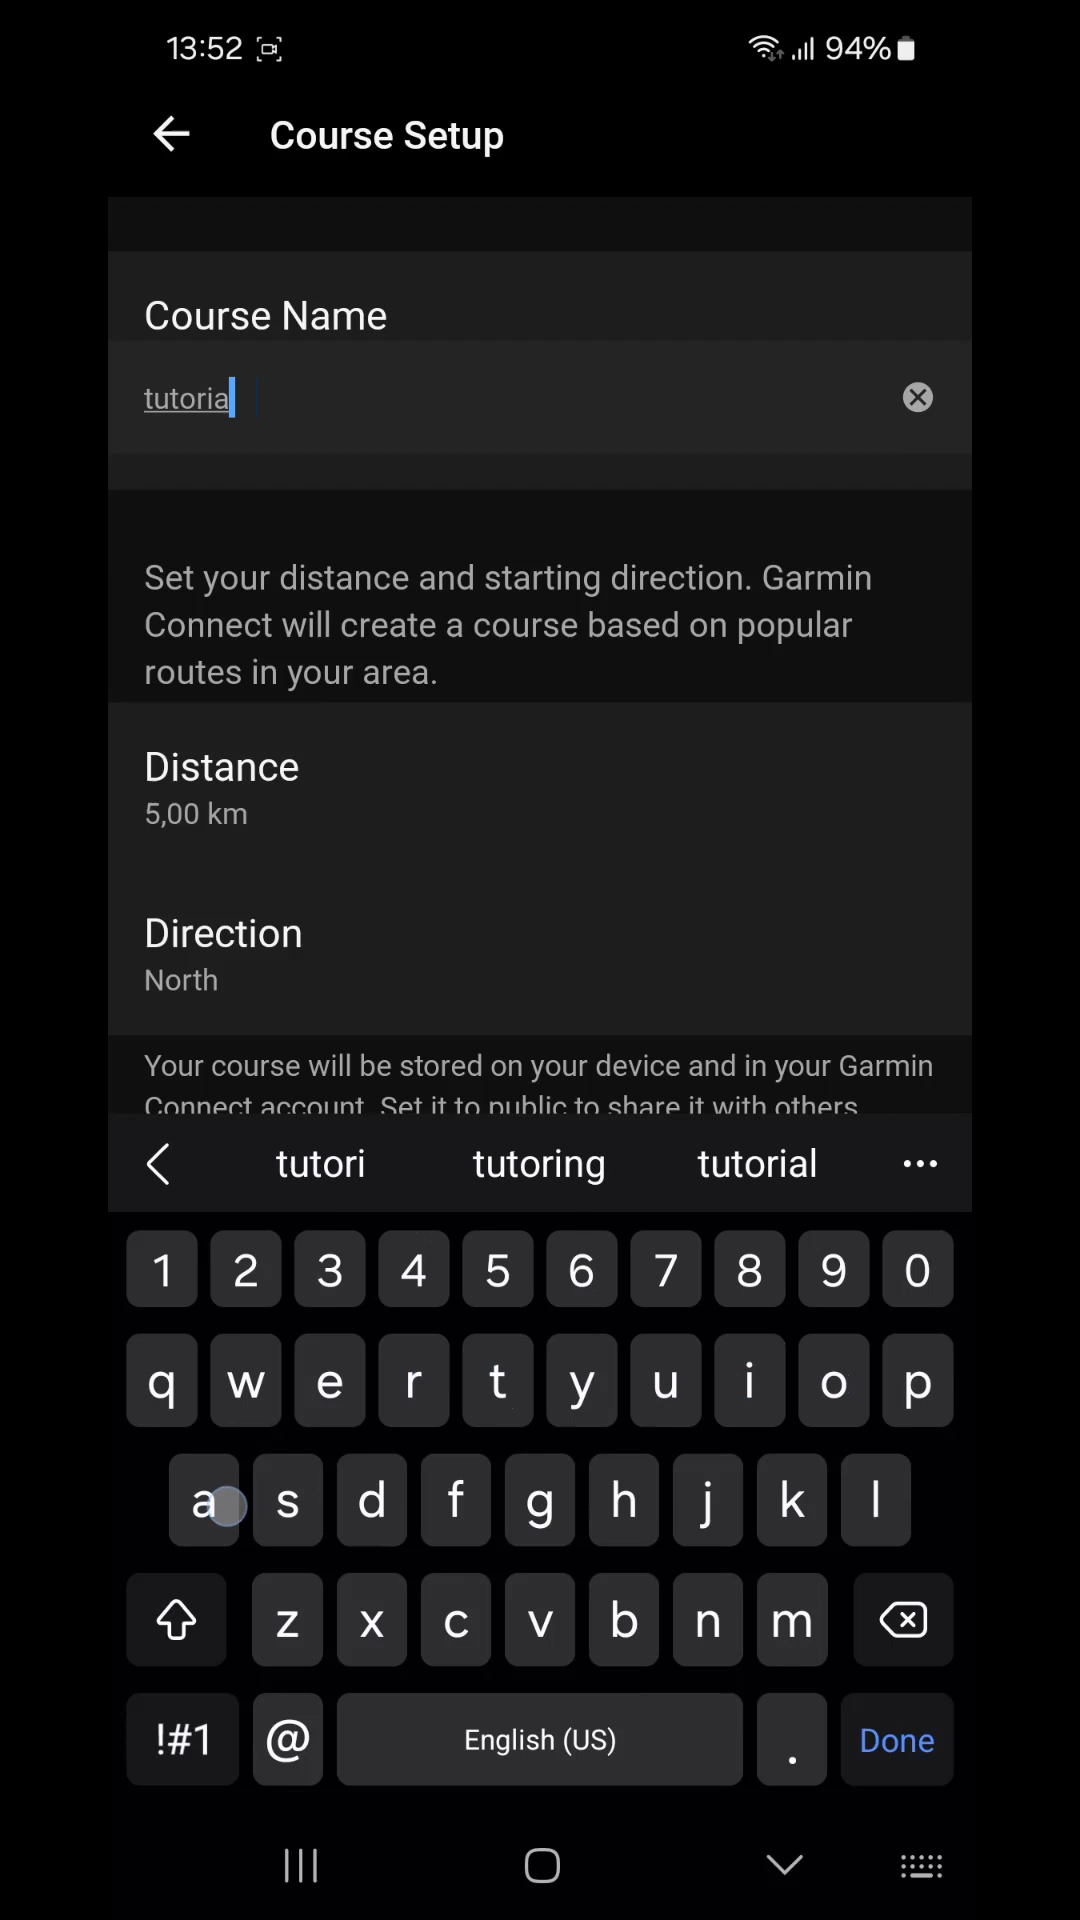 13:52 94%
Course Setup
Course Name
tutoria
Set your distance and starting direction. Garmin
Connect will create a course based on popular
routes in your area.
Distance
5,00 km
Direction
North
Your course will be stored on your device and in your Garmin
Connect account. Set it to public to share it with others
tutori tutoring tutorial
1 2 3 4 5 6 7 8 9 0
q w e r t y u i o p
a s d f g h j k l
z x c v b n m
!#1 @ English (US) . Done